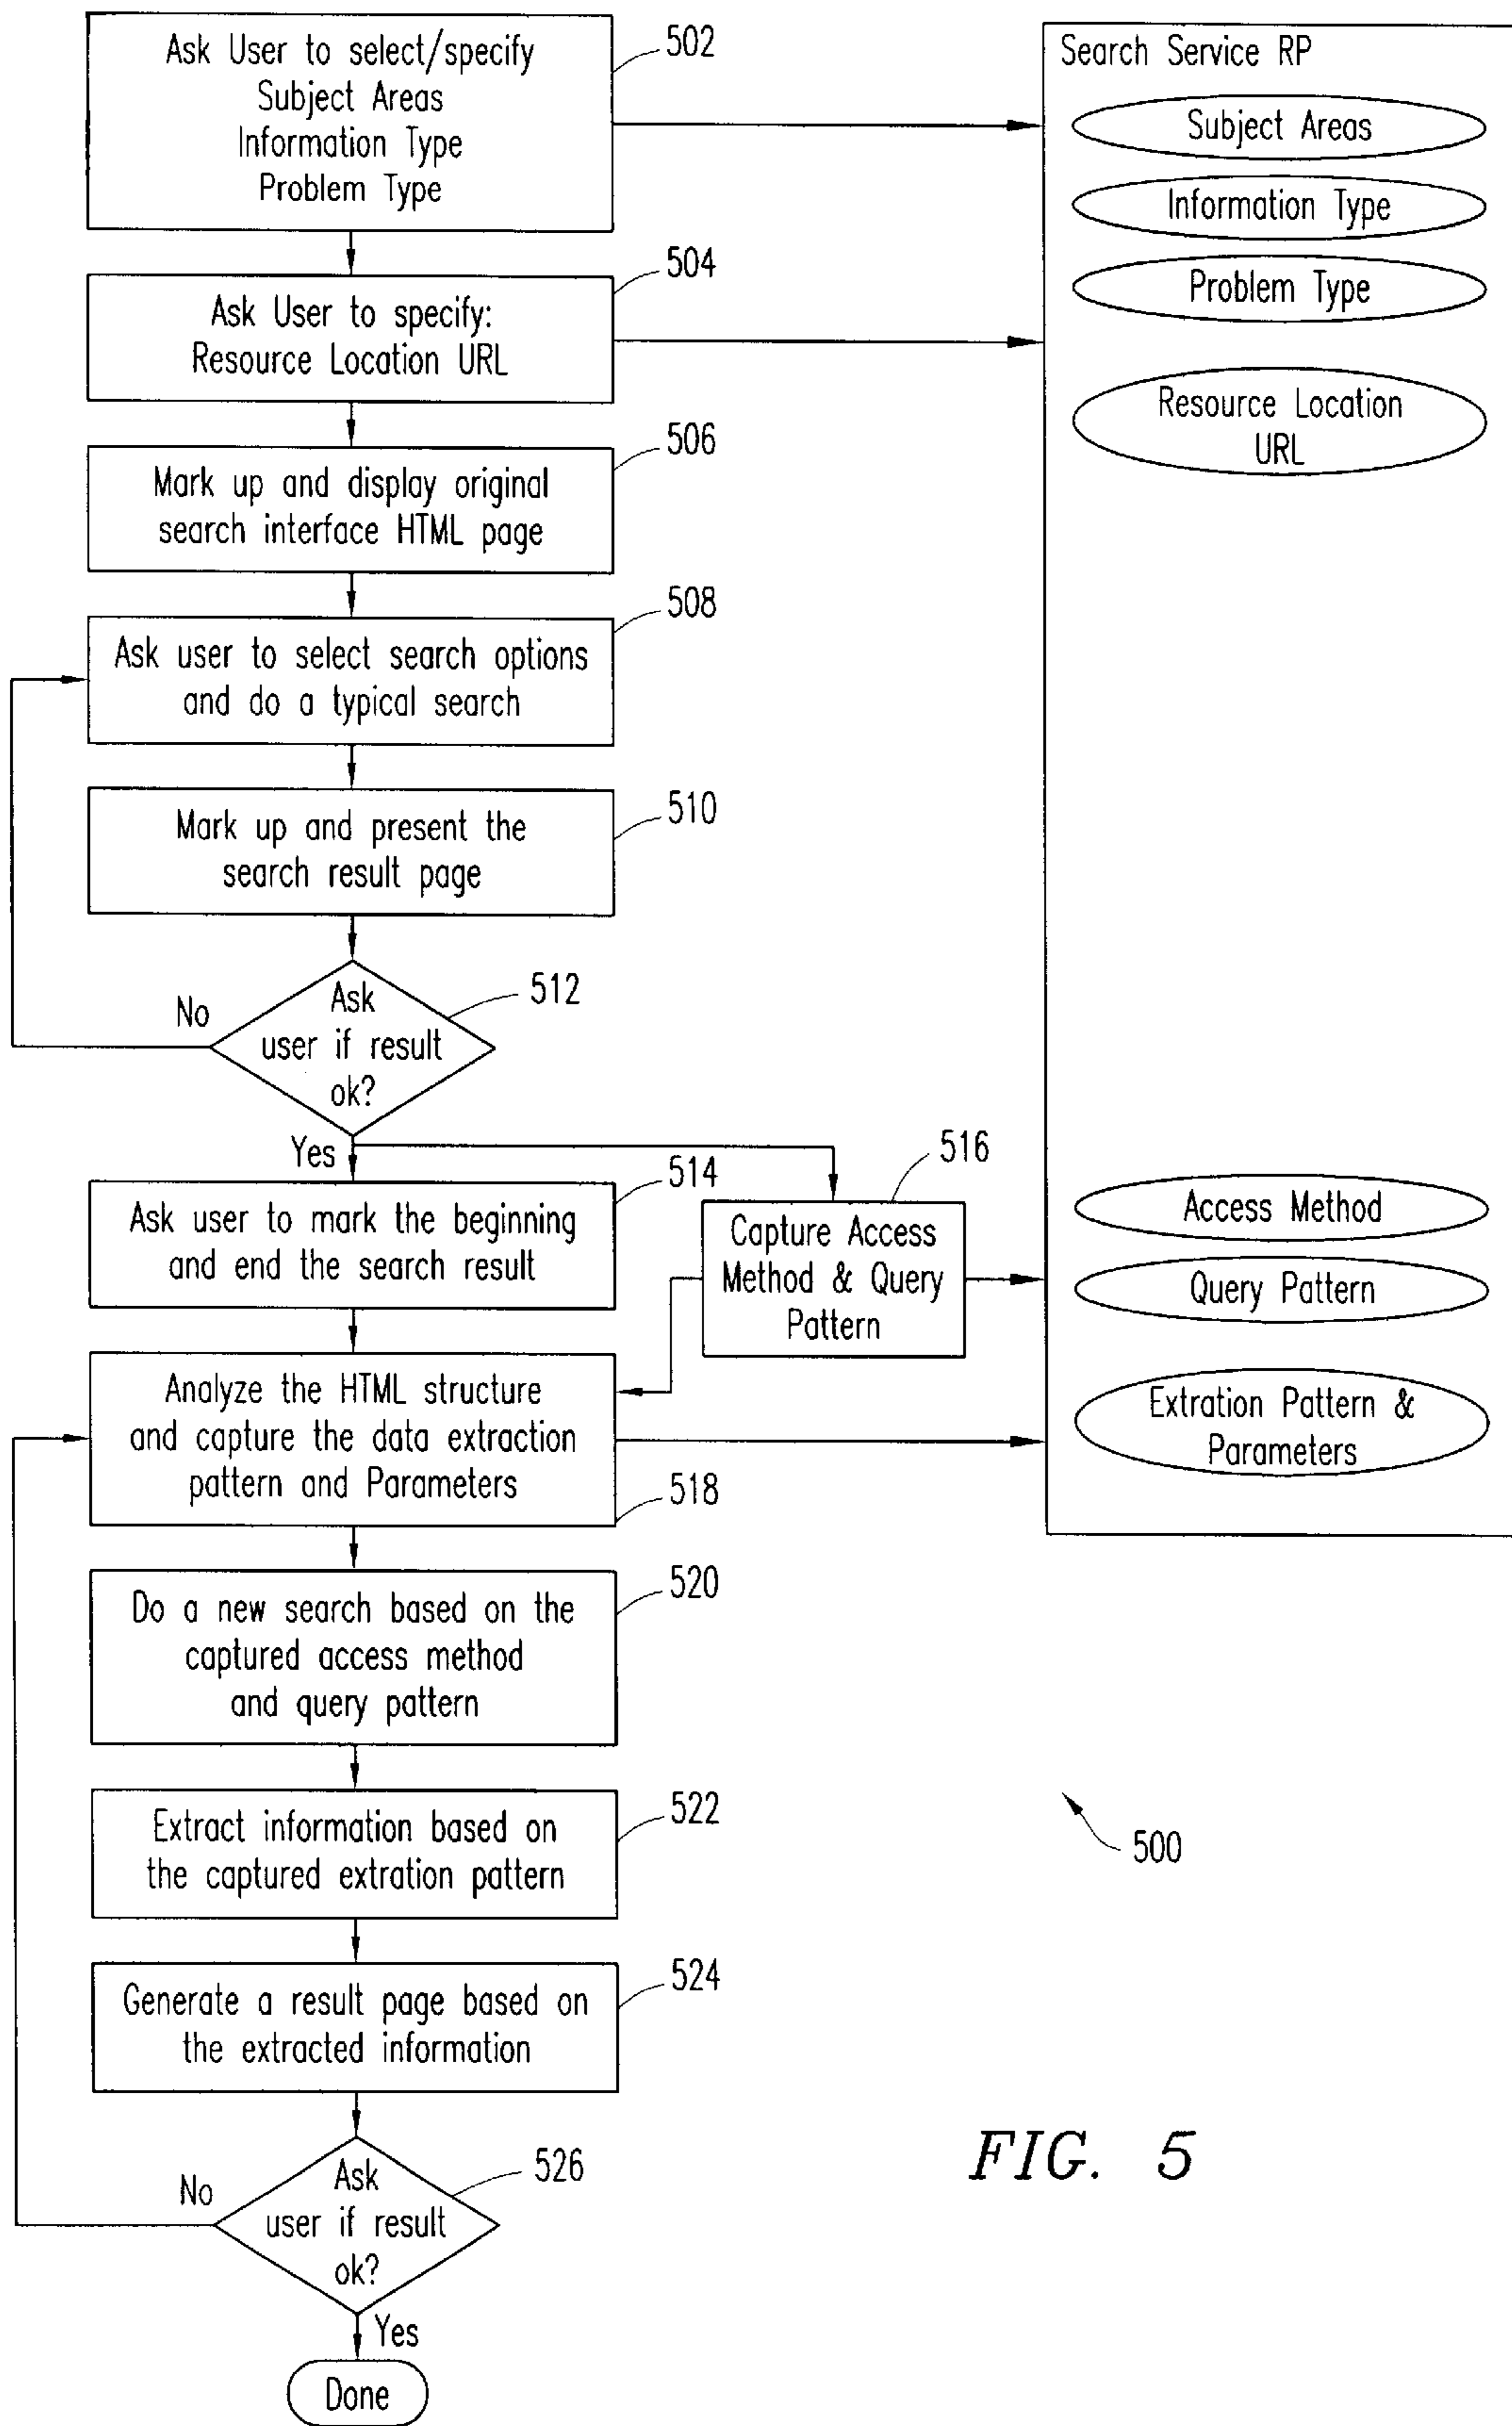 Ask User to select/specify
Subject Areas
Information Type
Problem Type
502
Ask User to specify:
Resource Location URL
504
Mark up and display original
search interface HTML page
506
Ask user to select search options
and do a typical search
508
Mark up and present the
search result page
510
Ask
user if result
ok?
512
No
Yes
Ask user to mark the beginning
and end the search result
514
Capture Access
Method & Query
Pattern
516
Analyze the HTML structure
and capture the data extraction
pattern and Parameters
518
Do a new search based on the
captured access method
and query pattern
520
Extract information based on
the captured extration pattern
522
Generate a result page based on
the extracted information
524
Ask
user if result
ok?
526
No
Yes
Done
Search Service RP
Subject Areas
Information Type
Problem Type
Resource Location
URL
Access Method
Query Pattern
Extration Pattern &
Parameters
500
FIG. 5